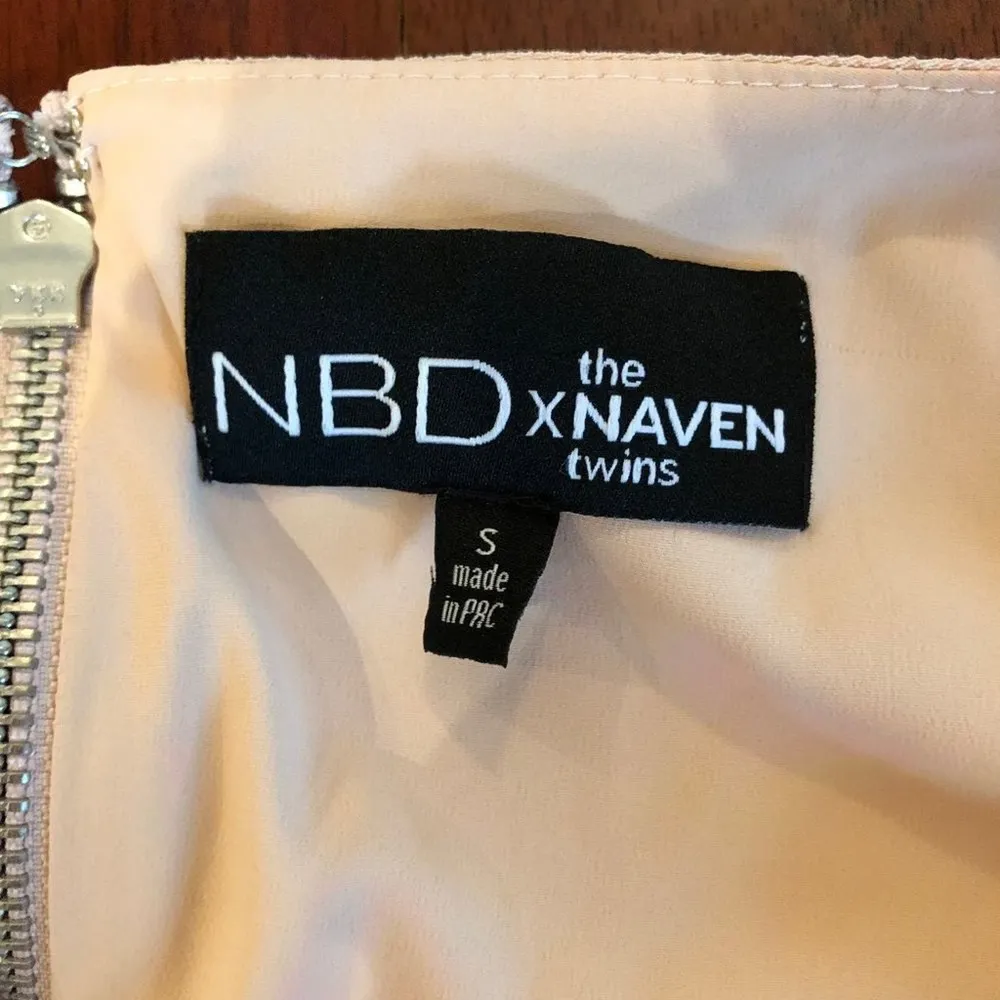 NBD x the NAVEN twins
S
made
in PRC